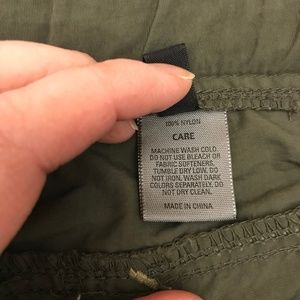 100% NYLON
CARE
MACHINE WASH COLD.
DO NOT USE BLEACH OR
FABRIC SOFTENERS.
TUMBLE DRY LOW. DO
NOT IRON. WASH DARK
COLORS SEPARATELY. DO
NOT DRY CLEAN.
MADE IN CHINA